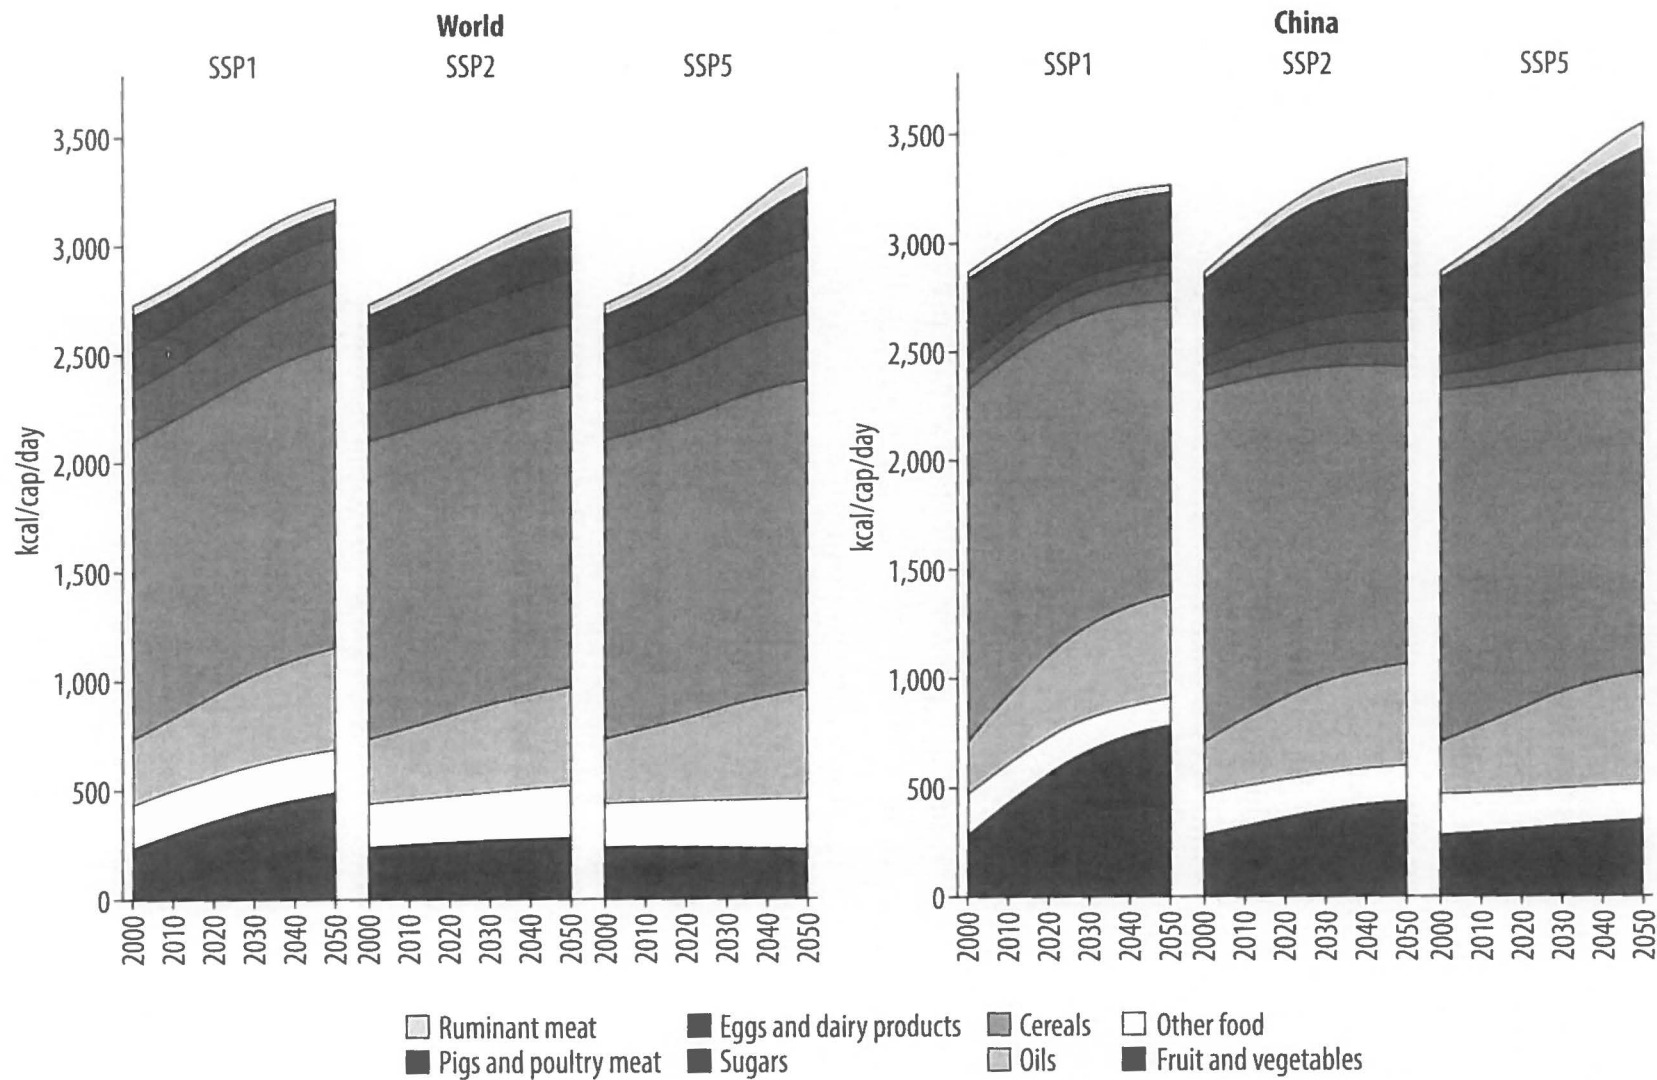 World
SSP1 SSP2 SSP5
3,500
3,000
2,500
2,000
1,500
1,000
500
0
kcal/cap/day
2000 2010 2020 2030 2040 2050 2000 2010 2020 2030 2040 2050 2000 2010 2020 2030 2040 2050
China
SSP1 SSP2 SSP5
3,500
3,000
2,500
2,000
1,500
1,000
500
0
kcal/cap/day
2000 2010 2020 2030 2040 2050 2000 2010 2020 2030 2040 2050 2000 2010 2020 2030 2040 2050
Ruminant meat Eggs and dairy products Cereals Other food
Pigs and poultry meat Sugars Oils Fruit and vegetables